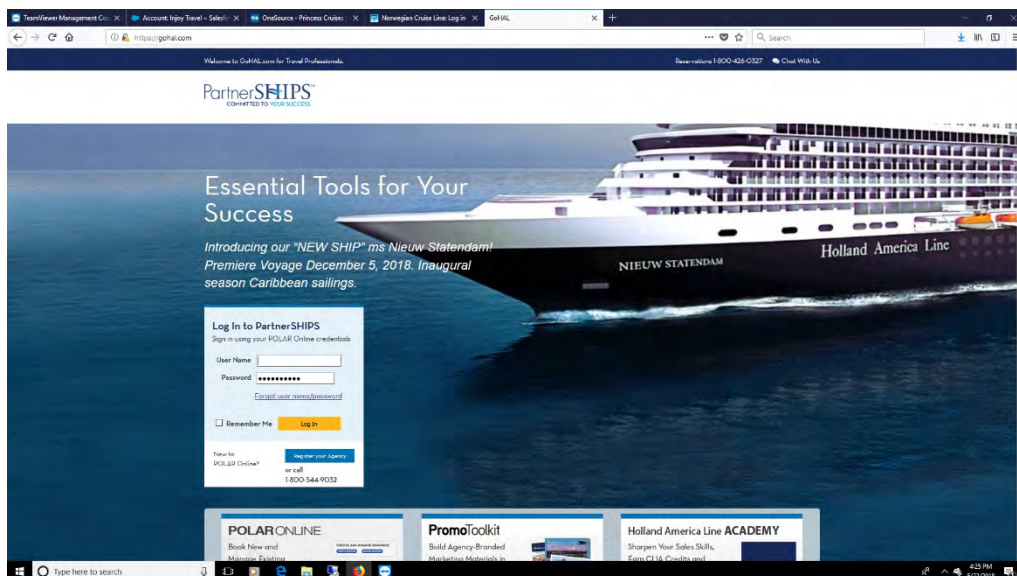 TeamViewer Management Co
Account: Injoy Travel ~ Salesf
OneSource - Princess Cruises
Norwegian Cruise Line: Log in
GoHAL
https://gohal.com
Search
Welcome to GoHAL.com for Travel Professionals.
Reservations 1-800-426-0327
Chat With Us
PartnerSHIPS
COMMITTED TO YOUR SUCCESS
Essential Tools for Your
Success
Introducing our "NEW SHIP" ms Nieuw Statendam!
Premiere Voyage December 5, 2018. Inaugural
season Caribbean sailings.
NIEUW STATENDAM
Holland America Line
Log In to PartnerSHIPS
Sign in using your POLAR Online credentials
User Name
Password
Forgot user name/password
Remember Me
Log In
New to
POLAR Online?
Register your Agency
or call
1-800-544-9032
POLARONLINE
Book New and
Manage Existing
PromoToolkit
Build Agency-Branded
Marketing Materials in
Holland America Line ACADEMY
Sharpen Your Sales Skills,
Earn CLIA Credits and
Type here to search
4:25 PM